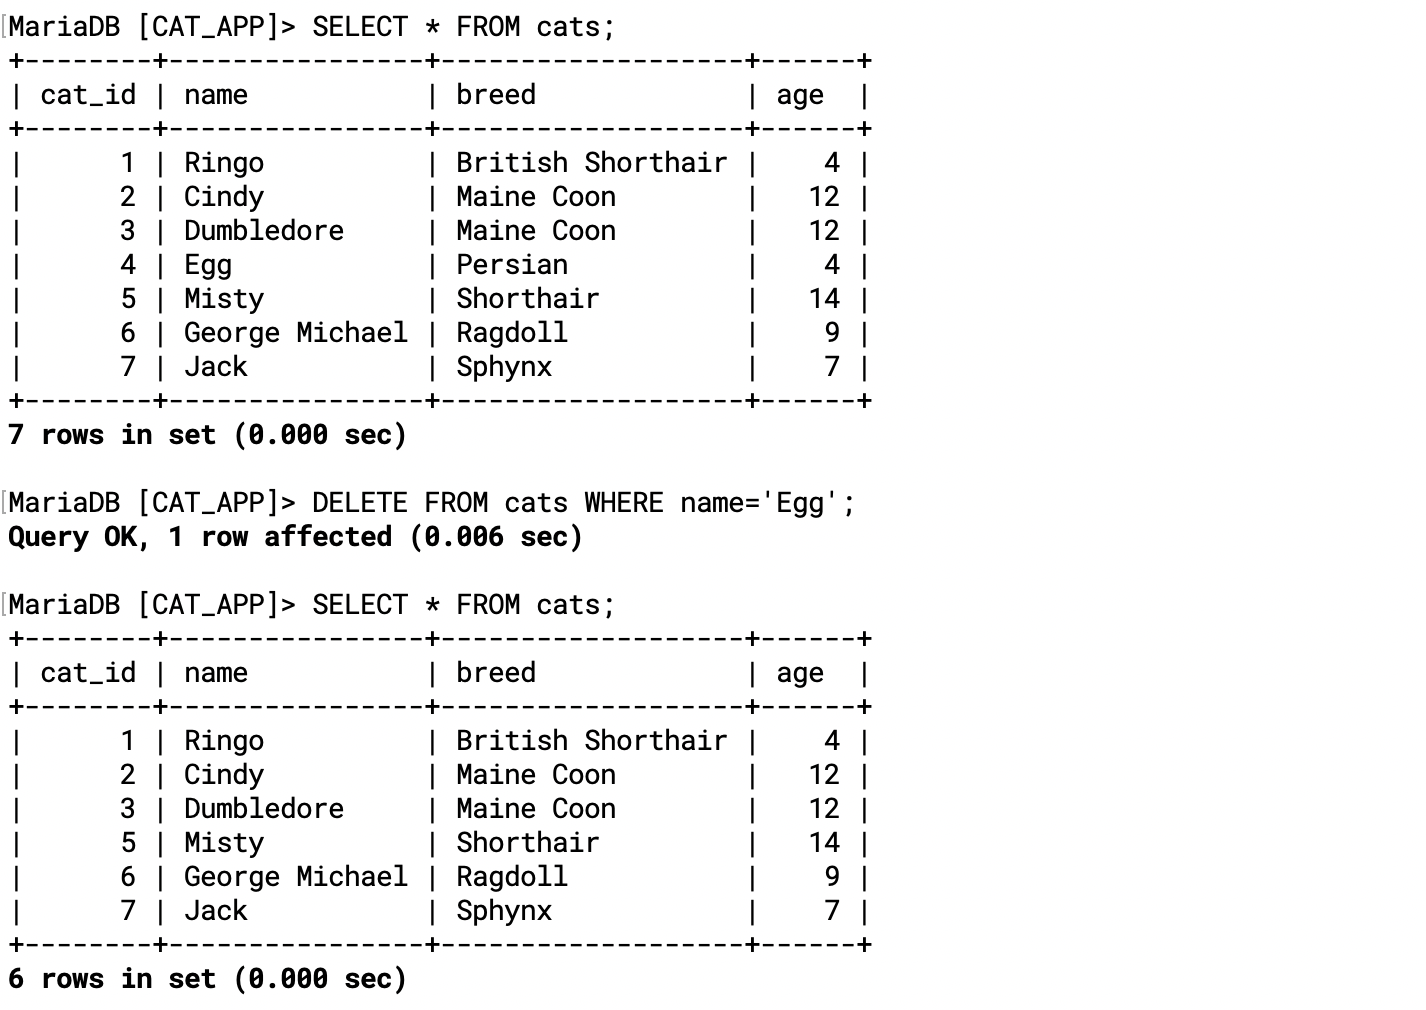 MariaDB [CAT_APP]> SELECT * FROM cats;
+--------+----------------+-------------------+------+
| cat_id | name           | breed             | age  |
+--------+----------------+-------------------+------+
|      1 | Ringo          | British Shorthair |    4 |
|      2 | Cindy          | Maine Coon        |   12 |
|      3 | Dumbledore     | Maine Coon        |   12 |
|      4 | Egg            | Persian           |    4 |
|      5 | Misty          | Shorthair         |   14 |
|      6 | George Michael | Ragdoll           |    9 |
|      7 | Jack           | Sphynx            |    7 |
+--------+----------------+-------------------+------+
7 rows in set (0.000 sec)
MariaDB [CAT_APP]> DELETE FROM cats WHERE name='Egg';
Query OK, 1 row affected (0.006 sec)
MariaDB [CAT_APP]> SELECT * FROM cats;
+--------+----------------+-------------------+------+
| cat_id | name           | breed             | age  |
+--------+----------------+-------------------+------+
|      1 | Ringo          | British Shorthair |    4 |
|      2 | Cindy          | Maine Coon        |   12 |
|      3 | Dumbledore     | Maine Coon        |   12 |
|      5 | Misty          | Shorthair         |   14 |
|      6 | George Michael | Ragdoll           |    9 |
|      7 | Jack           | Sphynx            |    7 |
+--------+----------------+-------------------+------+
6 rows in set (0.000 sec)